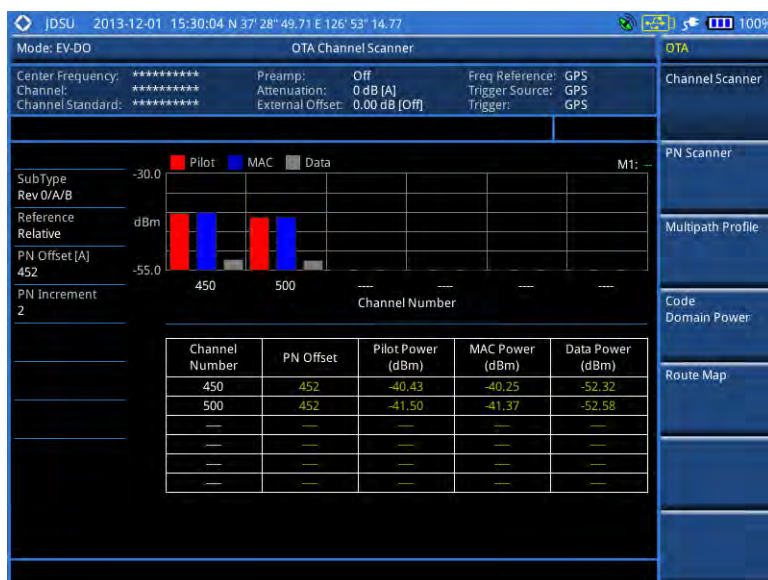 JDSU 2013-12-01 15:30:04 N 37' 28" 49.71 E 126' 53" 14.77 100%
Mode: EV-DO OTA Channel Scanner OTA
Center Frequency: ********** Preamp: Off Freq Reference: GPS
Channel: ********** Attenuation: 0 dB [A] Trigger Source: GPS
Channel Standard: ********** External Offset: 0.00 dB [Off] Trigger: GPS
Channel Scanner
PN Scanner
Multipath Profile
Code
Domain Power
Route Map
SubType
Rev 0/A/B
Reference
Relative
PN Offset [A]
452
PN Increment
2
Pilot MAC Data M1: --
-30.0
dBm
-55.0
450 500 ---- ---- ---- ----
Channel Number
Channel Number PN Offset Pilot Power (dBm) MAC Power (dBm) Data Power (dBm)
450 452 -40.43 -40.25 -52.32
500 452 -41.50 -41.37 -52.58
---- ---- ---- ---- ----
---- ---- ---- ---- ----
---- ---- ---- ---- ----
---- ---- ---- ---- ----